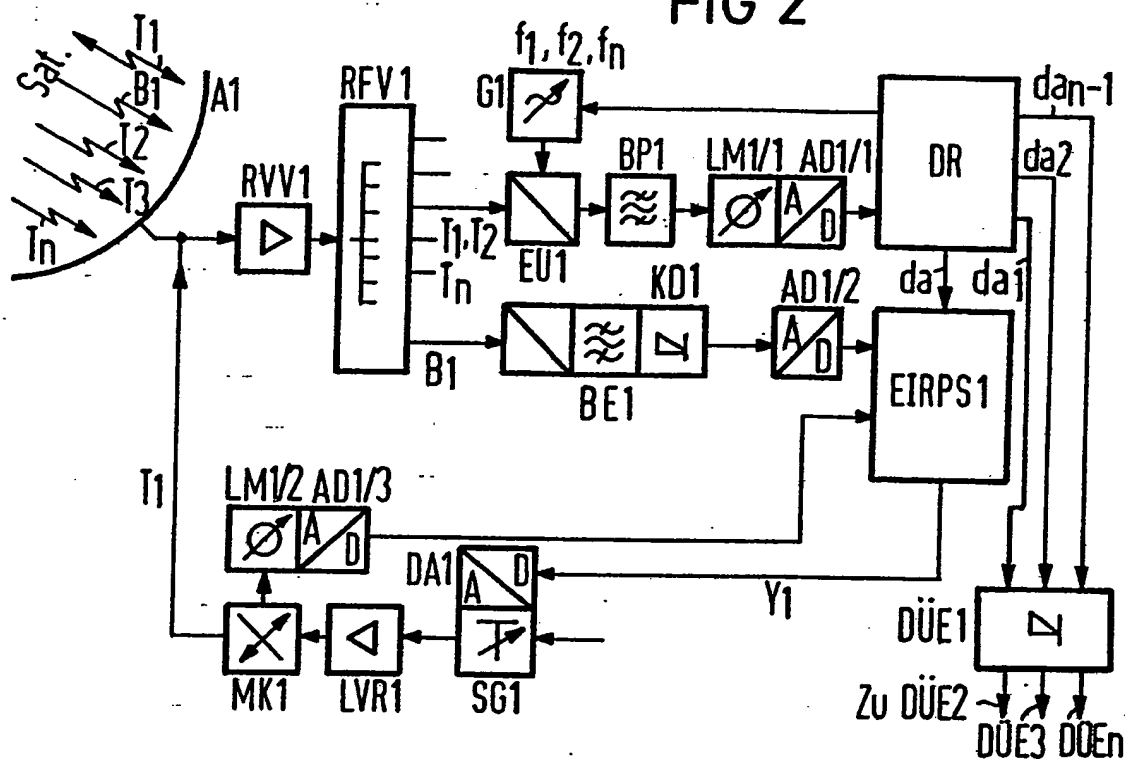 FIG 2
Sat.
T1
B1
T2
T3
Tn
A1
RVV1
RFV1
T1,T2
Tn
B1
f1, f2, fn
G1
EU1
BP1
LM1/1 AD1/1
A
D
DR
dan-1
da2
da
da1
KD1
BE1
AD1/2
A
D
EIRPS1
T1
LM1/2 AD1/3
A
D
DA1
D
A
Y1
MK1
LVR1
SG1
DÜE1
Zu DÜE2
DÜE3
DÜEn